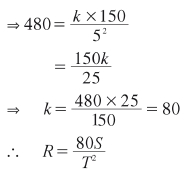 ⇒ 480 = k × 150 / 5²
= 150k / 25
⇒ k = 480 × 25 / 150 = 80
∴ R = 80S / T²